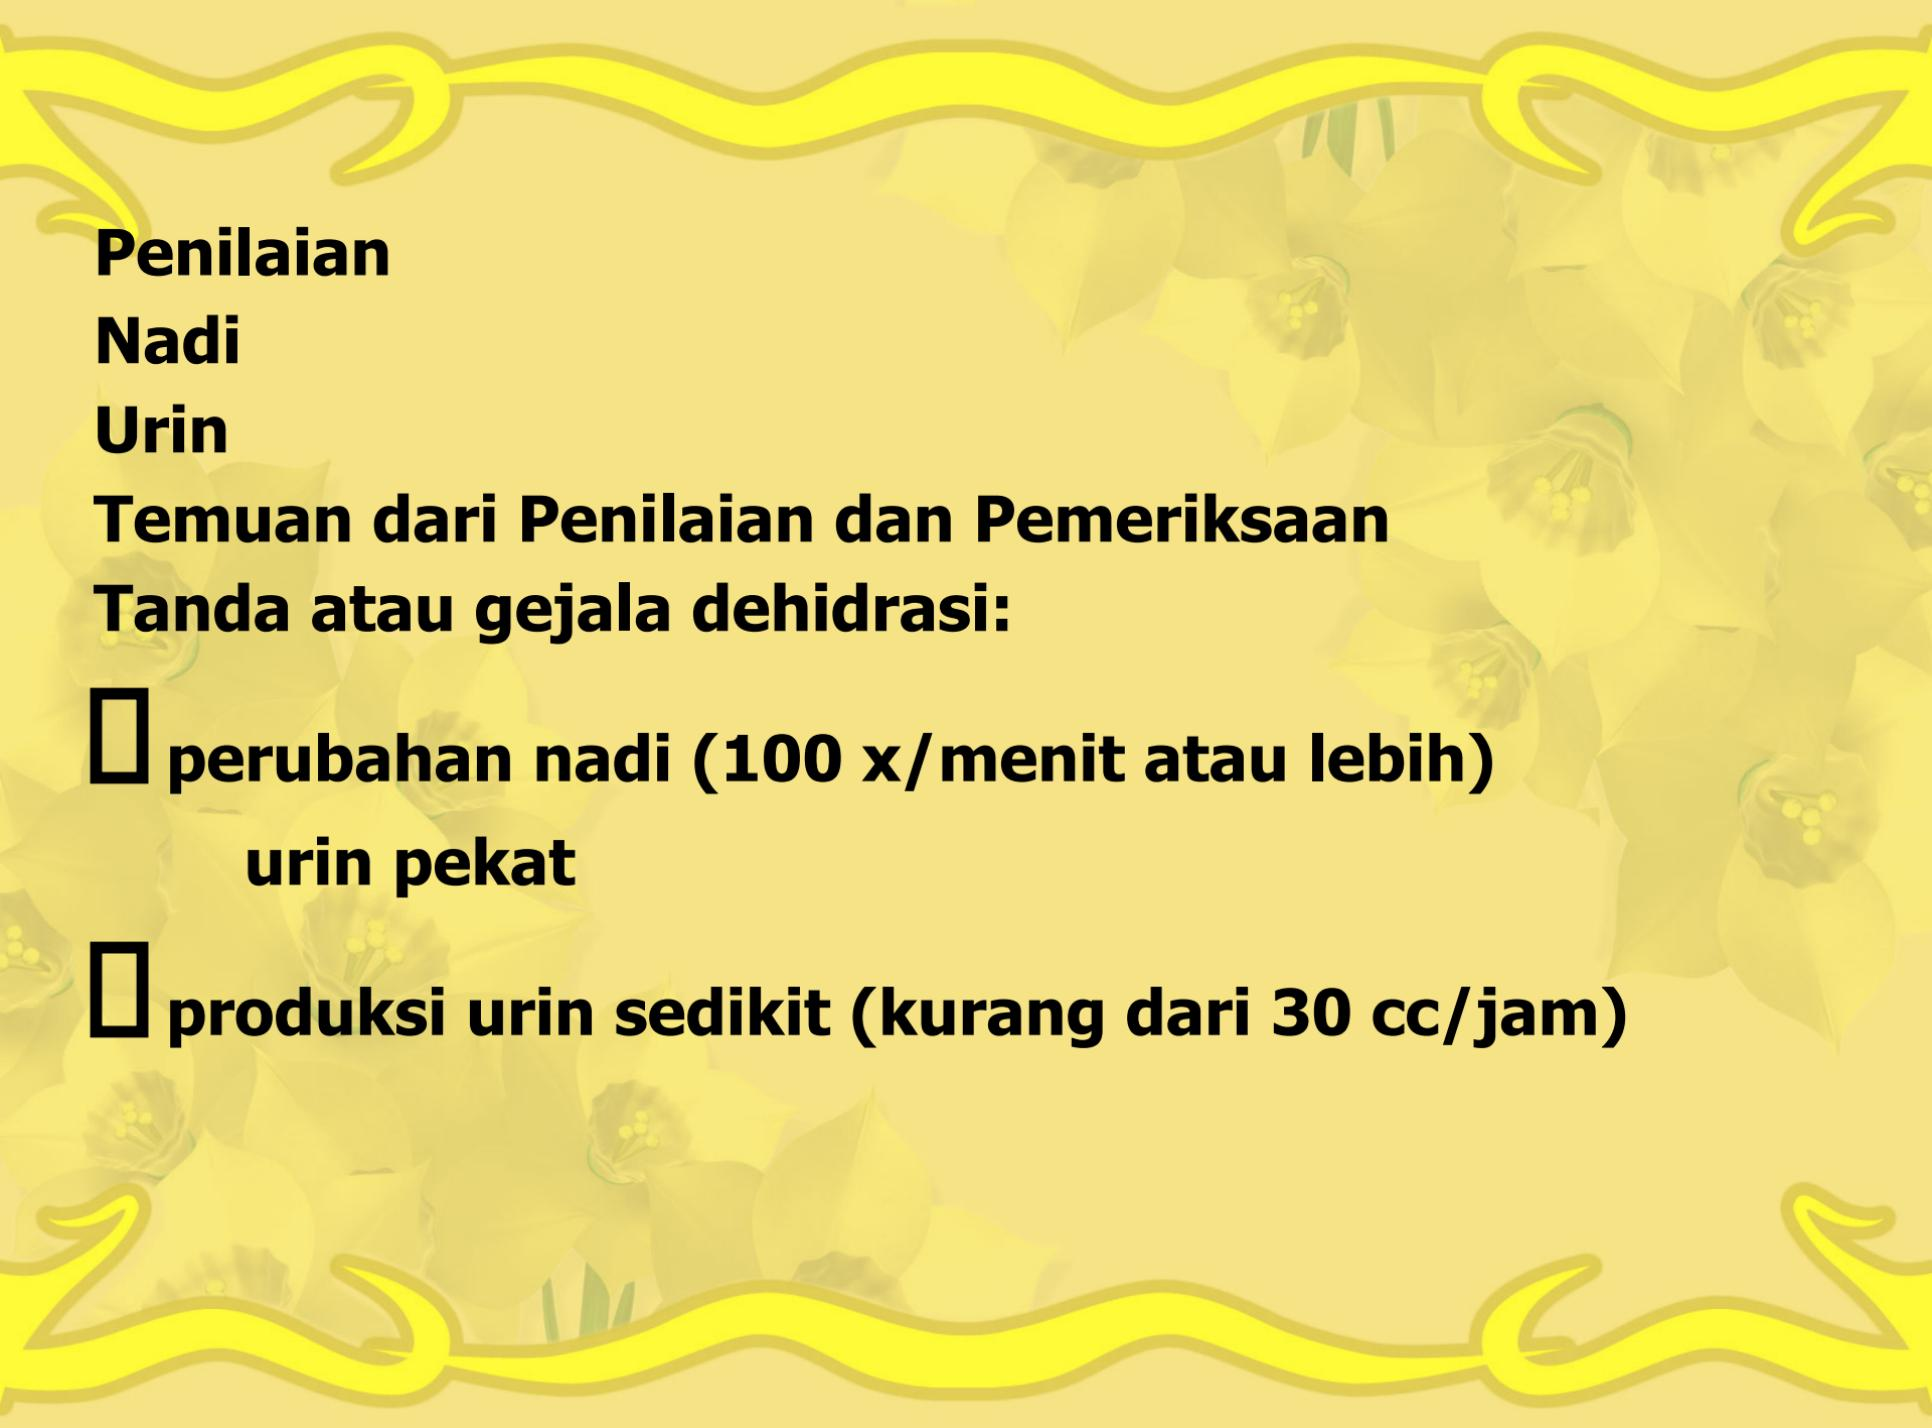 Penilaian
Nadi
Urin
Temuan dari Penilaian dan Pemeriksaan
Tanda atau gejala dehidrasi:
▯ perubahan nadi (100 x/menit atau lebih)
urin pekat
▯ produksi urin sedikit (kurang dari 30 cc/jam)